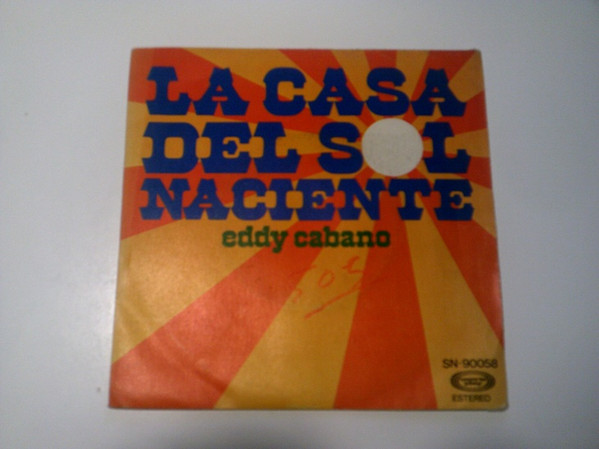 LA CASA
DEL SOL
NACIENTE
eddy cabano
SN-90058
ESTEREO